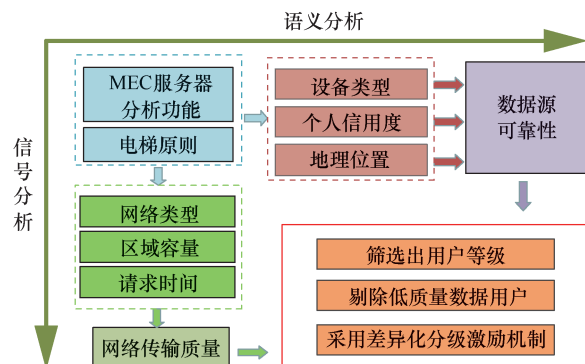 语义分析
信号分析
MEC服务器
分析功能
电梯原则
设备类型
个人信用度
地理位置
数据源
可靠性
网络类型
区域容量
请求时间
网络传输质量
筛选出用户等级
剔除低质量数据用户
采用差异化分级激励机制